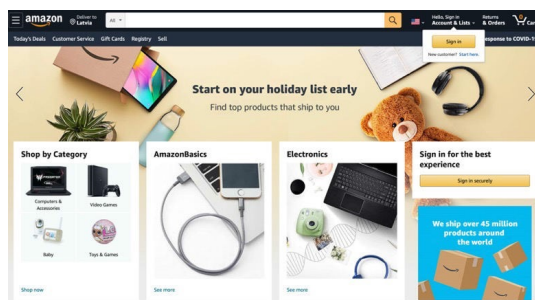 amazon
Deliver to
Latvia
All
Hello, Sign in
Account & Lists
Returns
& Orders
0
Car
Today's Deals Customer Service Gift Cards Registry Sell
esponse to COVID-1
Sign in
New customer? Start here.
Start on your holiday list early
Find top products that ship to you
Shop by Category
Computers &
Accessories
Video Games
Baby
Toys & Games
Shop now
AmazonBasics
See more
Electronics
See more
Sign in for the best
experience
Sign in securely
We ship over 45 million
products around
the world